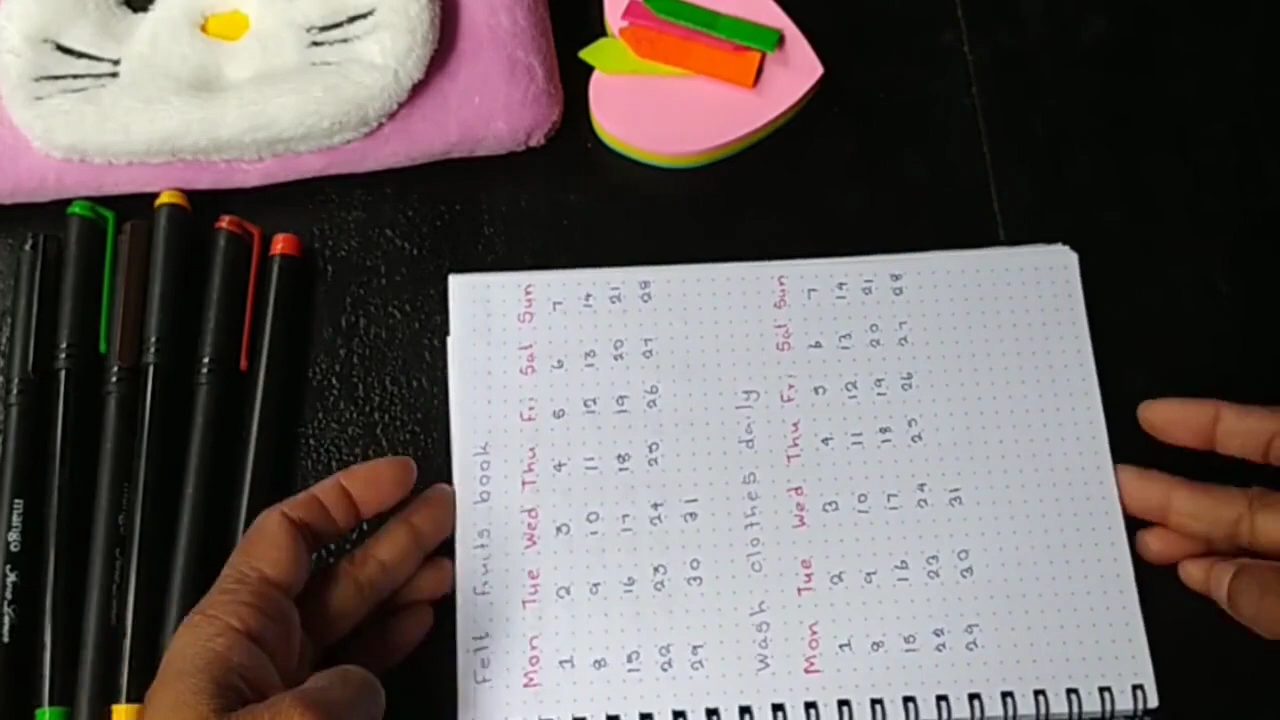 Felt fruits book
Mon Tue Wed Thu Fri Sat Sun
1 2 3 4 5 6 7
8 9 10 11 12 13 14
15 16 17 18 19 20 21
22 23 24 25 26 27 28
29 30 31
Wash clothes daily
Mon Tue Wed Thu Fri Sat Sun
1 2 3 4 5 6 7
8 9 10 11 12 13 14
15 16 17 18 19 20 21
22 23 24 25 26 27 28
29 30 31
mango